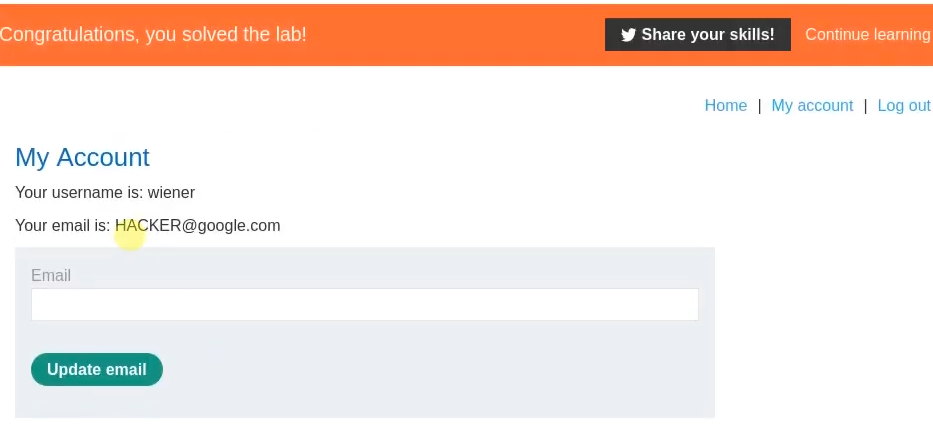 Congratulations, you solved the lab!
Share your skills!
Continue learning
Home | My account | Log out
My Account
Your username is: wiener
Your email is: HACKER@google.com
Email
Update email